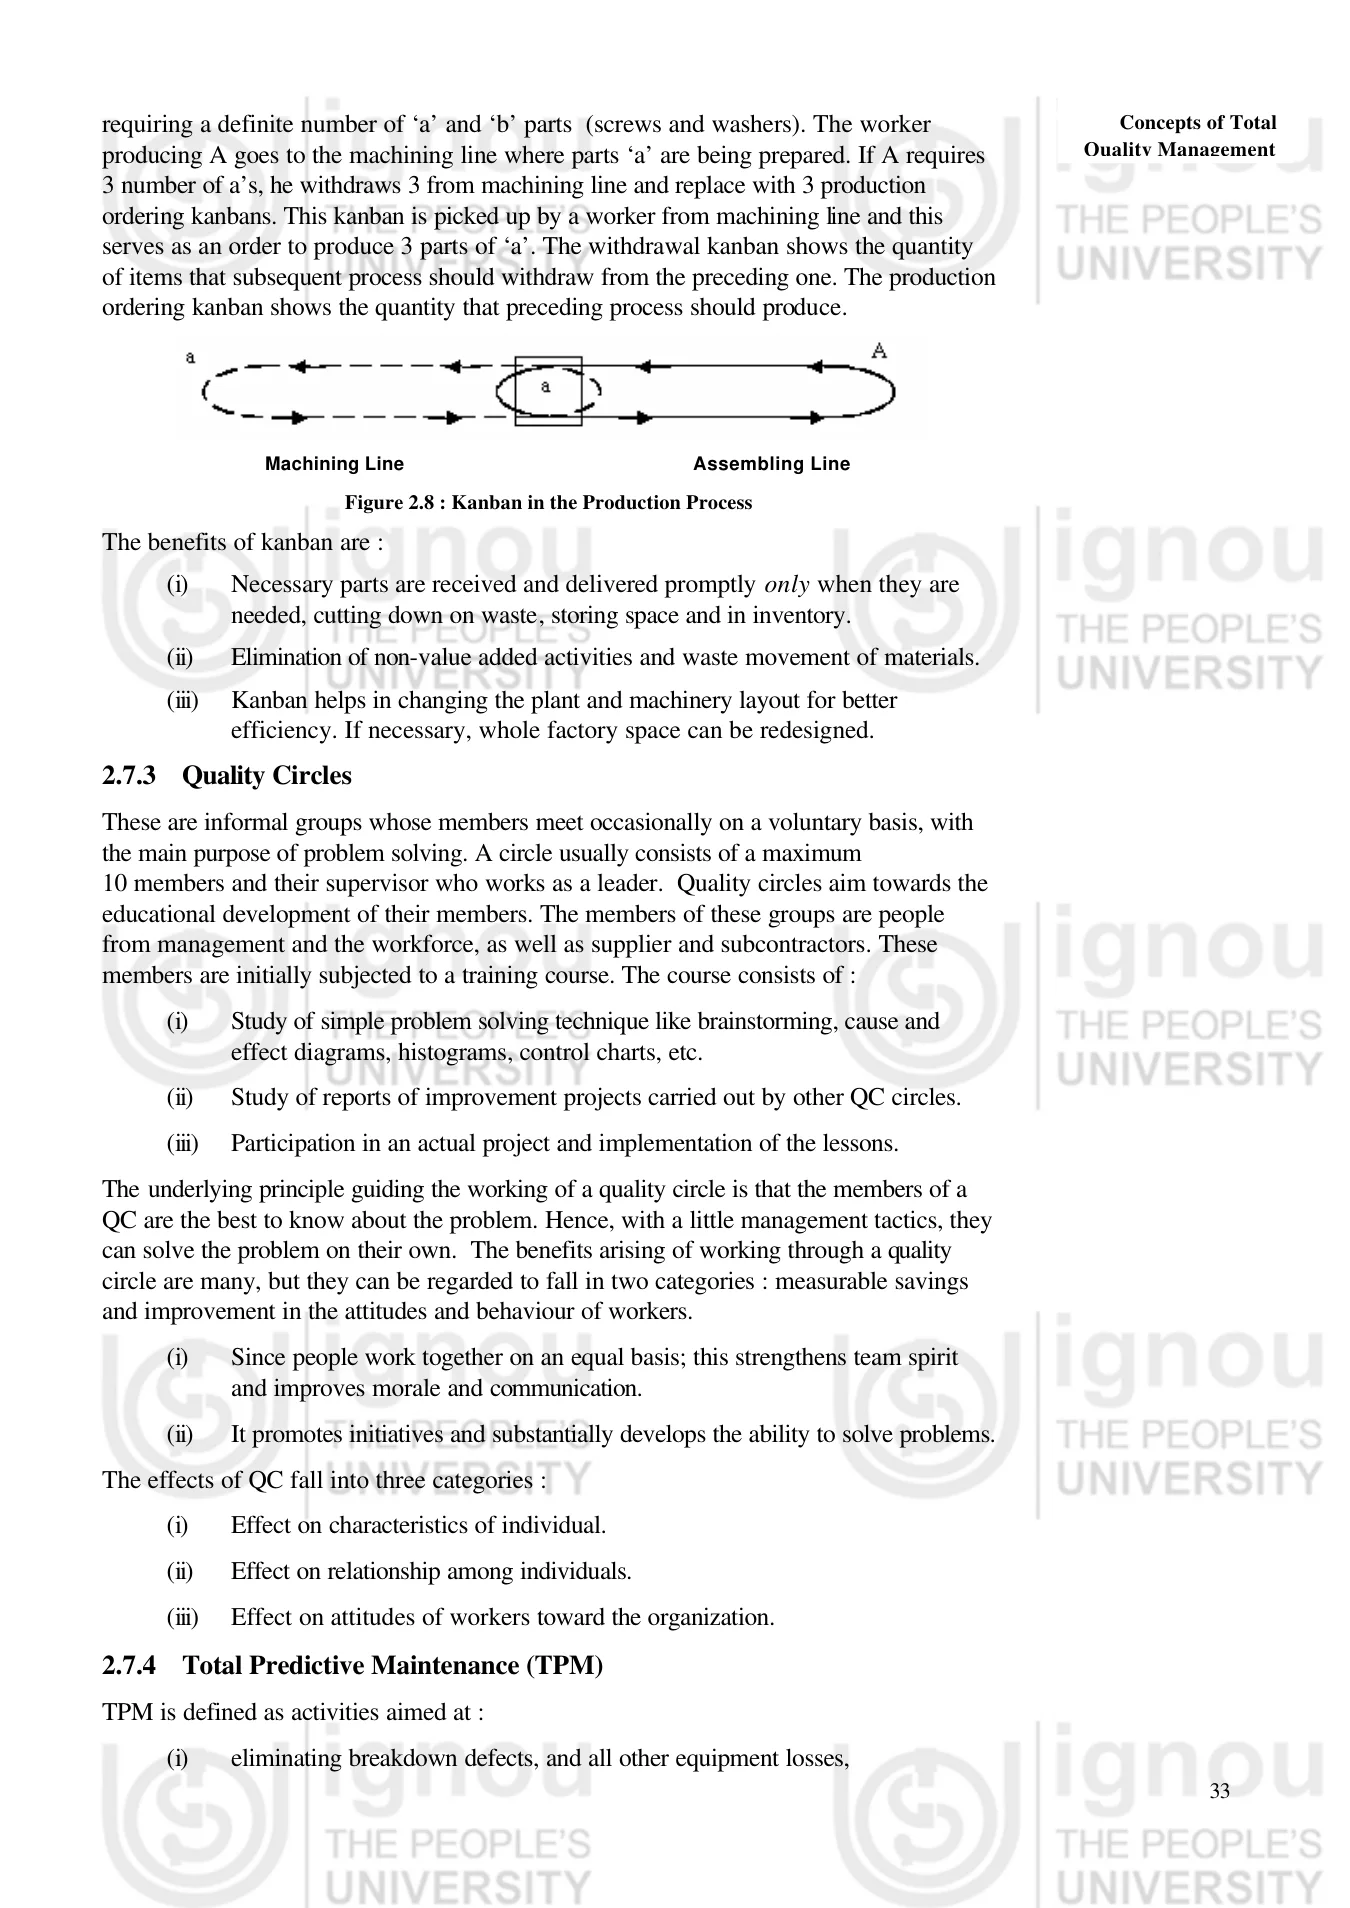 Concepts of Total
Quality Management
requiring a definite number of ‘a’ and ‘b’ parts  (screws and washers). The worker
producing A goes to the machining line where parts ‘a’ are being prepared. If A requires
3 number of a’s, he withdraws 3 from machining line and replace with 3 production
ordering kanbans. This kanban is picked up by a worker from machining line and this
serves as an order to produce 3 parts of ‘a’. The withdrawal kanban shows the quantity
of items that subsequent process should withdraw from the preceding one. The production
ordering kanban shows the quantity that preceding process should produce.
a
A
a
Machining Line
Assembling Line
Figure 2.8 : Kanban in the Production Process
The benefits of kanban are :
(i) Necessary parts are received and delivered promptly only when they are
needed, cutting down on waste, storing space and in inventory.
(ii) Elimination of non-value added activities and waste movement of materials.
(iii) Kanban helps in changing the plant and machinery layout for better
efficiency. If necessary, whole factory space can be redesigned.
2.7.3 Quality Circles
These are informal groups whose members meet occasionally on a voluntary basis, with
the main purpose of problem solving. A circle usually consists of a maximum
10 members and their supervisor who works as a leader.  Quality circles aim towards the
educational development of their members. The members of these groups are people
from management and the workforce, as well as supplier and subcontractors. These
members are initially subjected to a training course. The course consists of :
(i) Study of simple problem solving technique like brainstorming, cause and
effect diagrams, histograms, control charts, etc.
(ii) Study of reports of improvement projects carried out by other QC circles.
(iii) Participation in an actual project and implementation of the lessons.
The underlying principle guiding the working of a quality circle is that the members of a
QC are the best to know about the problem. Hence, with a little management tactics, they
can solve the problem on their own.  The benefits arising of working through a quality
circle are many, but they can be regarded to fall in two categories : measurable savings
and improvement in the attitudes and behaviour of workers.
(i) Since people work together on an equal basis; this strengthens team spirit
and improves morale and communication.
(ii) It promotes initiatives and substantially develops the ability to solve problems.
The effects of QC fall into three categories :
(i) Effect on characteristics of individual.
(ii) Effect on relationship among individuals.
(iii) Effect on attitudes of workers toward the organization.
2.7.4 Total Predictive Maintenance (TPM)
TPM is defined as activities aimed at :
(i) eliminating breakdown defects, and all other equipment losses,
33
ignou
THE PEOPLE'S
UNIVERSITY